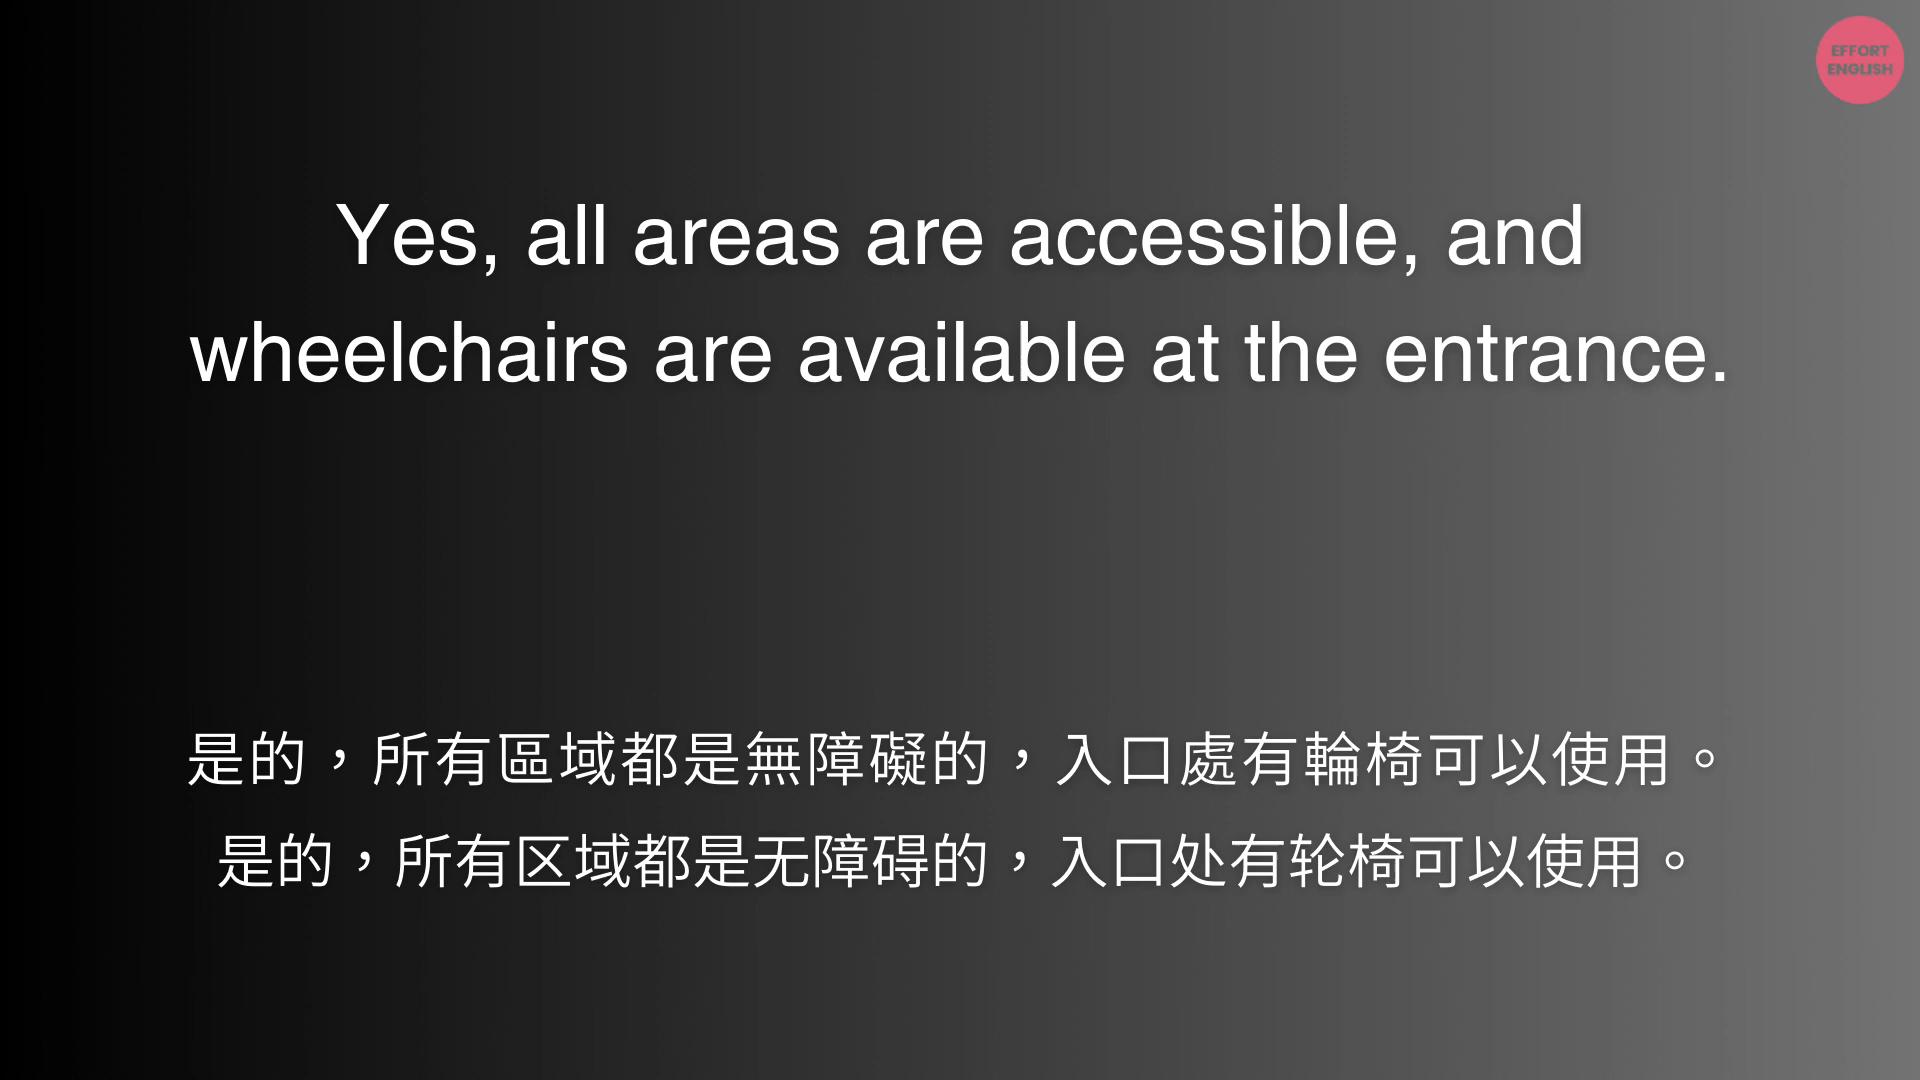 EFFORT
ENGLISH
Yes, all areas are accessible, and
wheelchairs are available at the entrance.
是的，所有區域都是無障礙的，入口處有輪椅可以使用。
是的，所有区域都是无障碍的，入口处有轮椅可以使用。